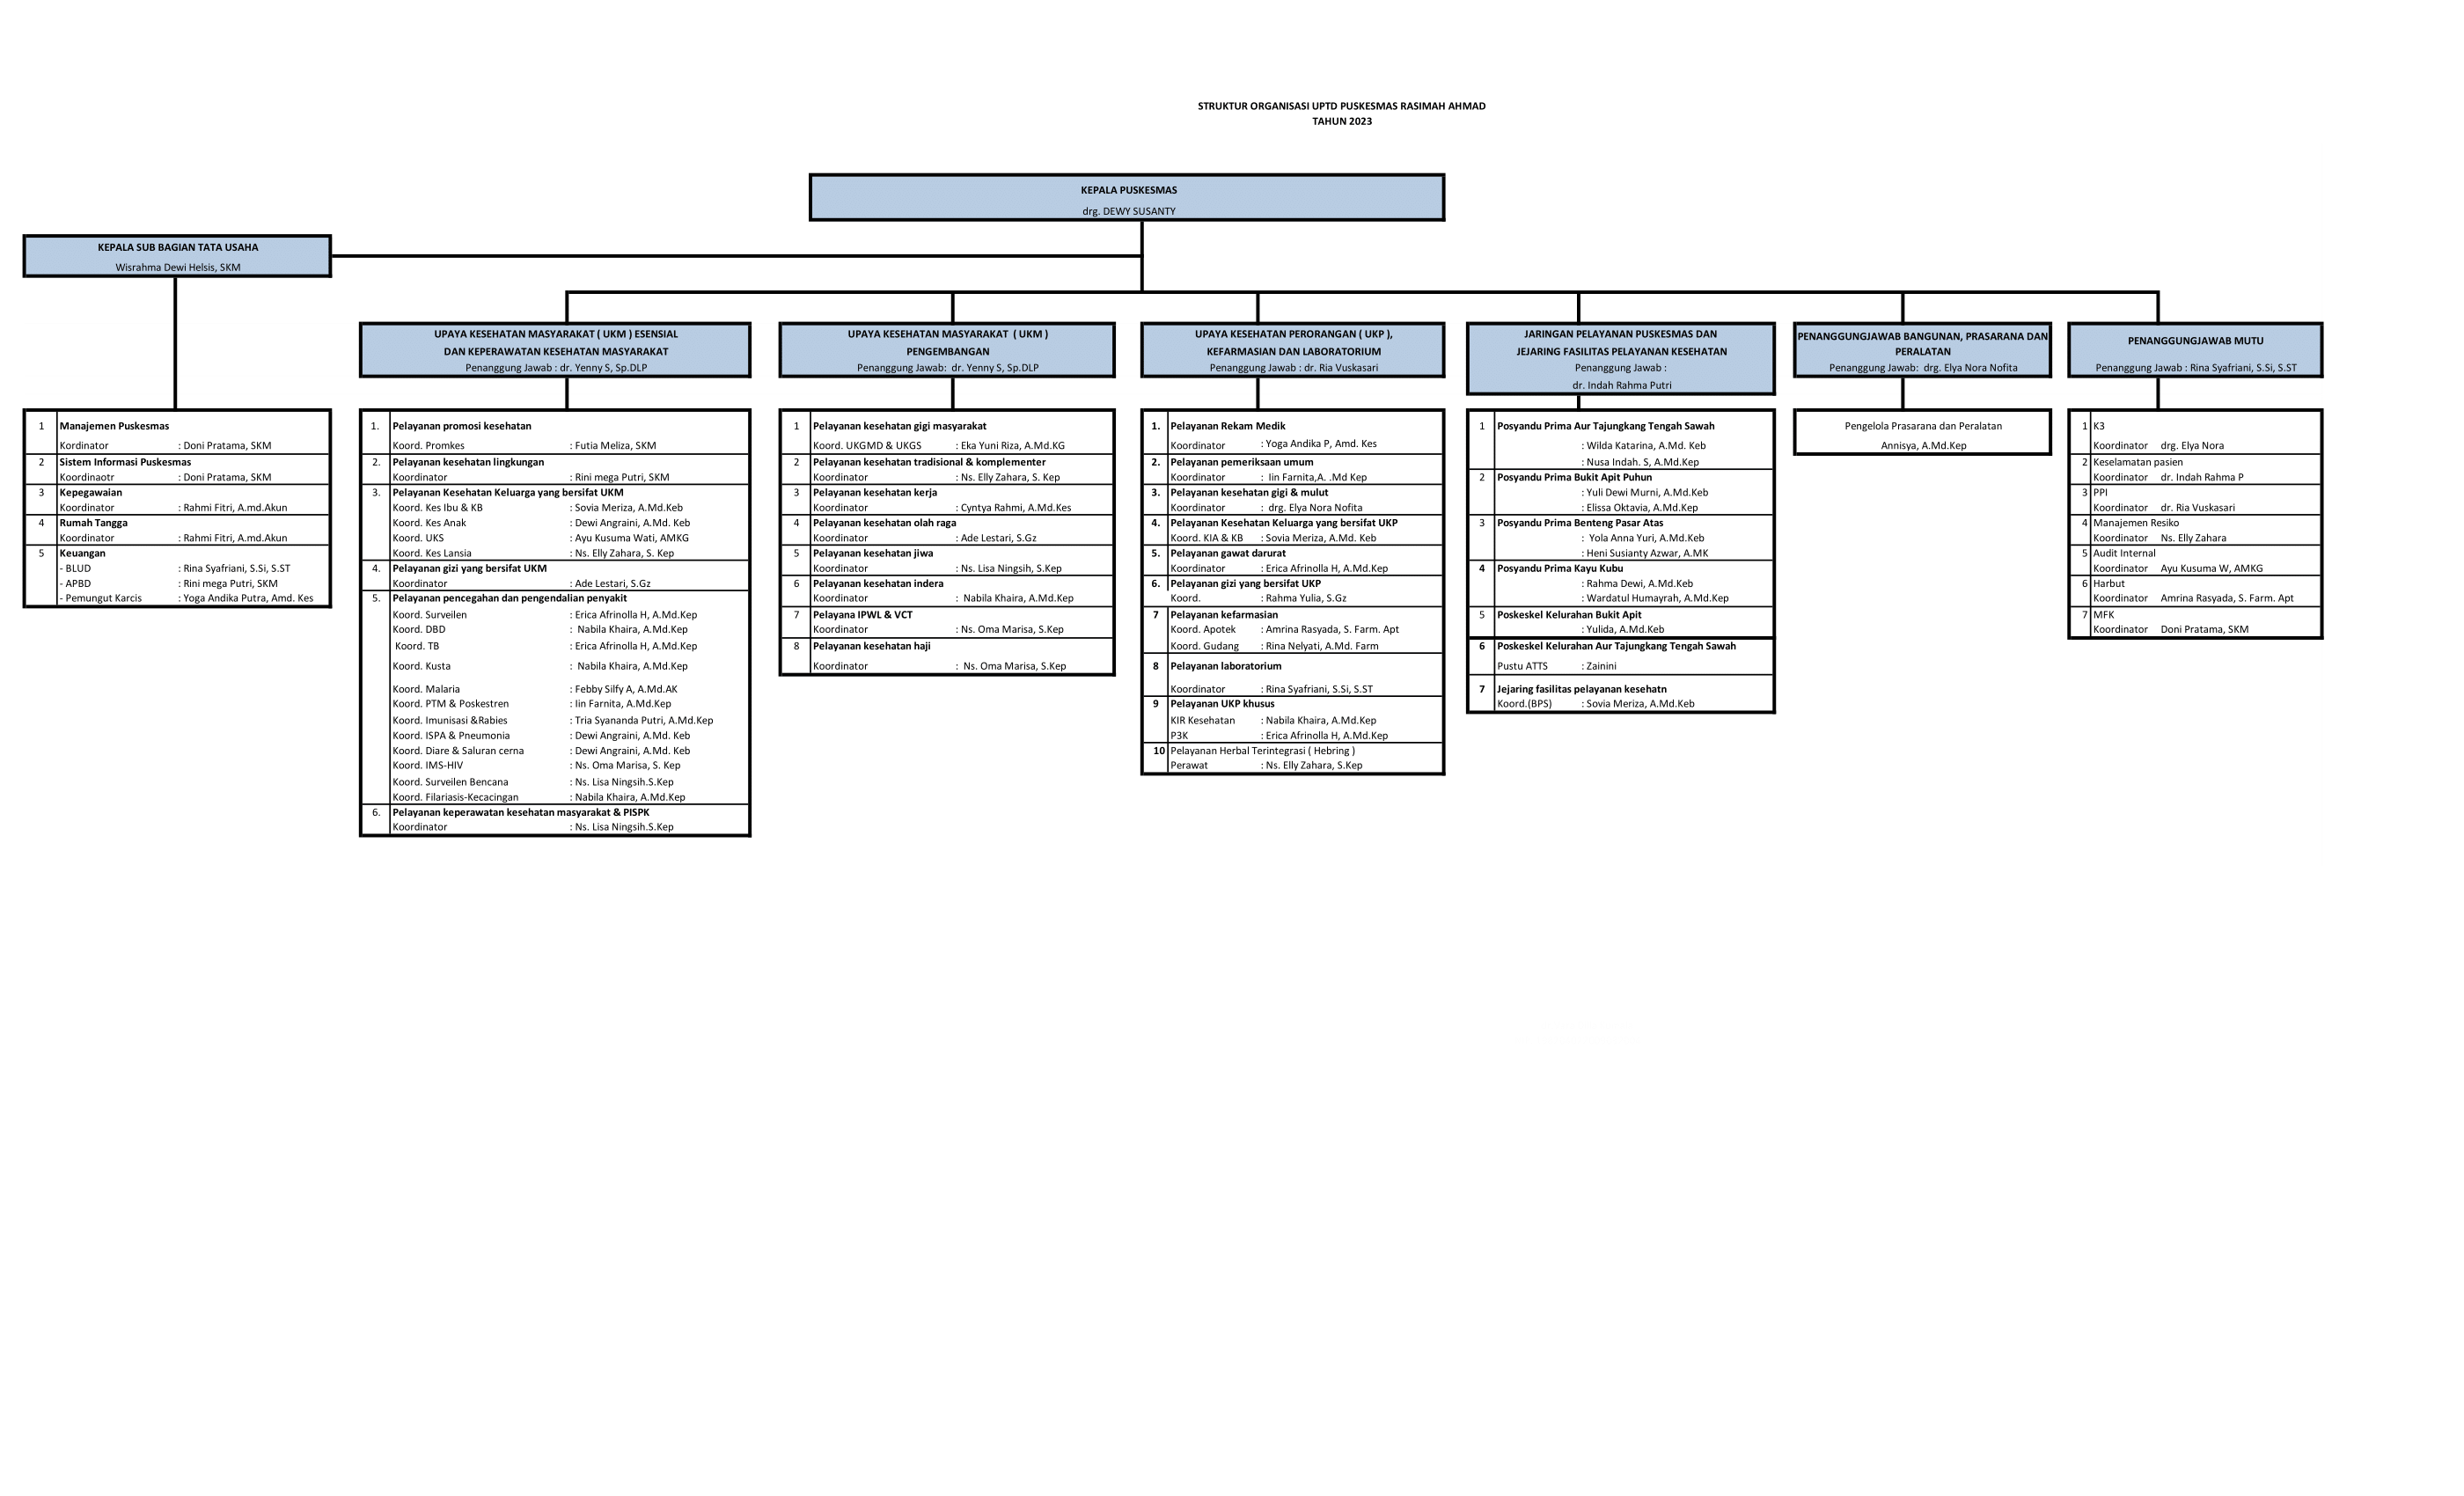 STRUKTUR ORGANISASI UPTD PUSKESMAS RASIMAH AHMAD
TAHUN 2023
KEPALA PUSKESMAS
drg. DEWY SUSANTY
KEPALA SUB BAGIAN TATA USAHA
Wisrahma Dewi Helsis, SKM
1 Manajemen Puskesmas
Kordinator : Doni Pratama, SKM
2 Sistem Informasi Puskesmas
Koordinaotr : Doni Pratama, SKM
3 Kepegawaian
Koordinator : Rahmi Fitri, A.md.Akun
4 Rumah Tangga
Koordinator : Rahmi Fitri, A.md.Akun
5 Keuangan
- BLUD : Rina Syafriani, S.Si, S.ST
- APBD : Rini mega Putri, SKM
- Pemungut Karcis : Yoga Andika Putra, Amd. Kes
UPAYA KESEHATAN MASYARAKAT ( UKM ) ESENSIAL
DAN KEPERAWATAN KESEHATAN MASYARAKAT
Penanggung Jawab : dr. Yenny S, Sp.DLP
1. Pelayanan promosi kesehatan
Koord. Promkes : Futia Meliza, SKM
2. Pelayanan kesehatan lingkungan
Koordinator : Rini mega Putri, SKM
3. Pelayanan Kesehatan Keluarga yang bersifat UKM
Koord. Kes Ibu & KB : Sovia Meriza, A.Md.Keb
Koord. Kes Anak : Dewi Angraini, A.Md. Keb
Koord. UKS : Ayu Kusuma Wati, AMKG
Koord. Kes Lansia : Ns. Elly Zahara, S. Kep
4. Pelayanan gizi yang bersifat UKM
Koordinator : Ade Lestari, S.Gz
5. Pelayanan pencegahan dan pengendalian penyakit
Koord. Surveilen : Erica Afrinolla H, A.Md.Kep
Koord. DBD : Nabila Khaira, A.Md.Kep
Koord. TB : Erica Afrinolla H, A.Md.Kep
Koord. Kusta : Nabila Khaira, A.Md.Kep
Koord. Malaria : Febby Silfy A, A.Md.AK
Koord. PTM & Poskestren : Iin Farnita, A.Md.Kep
Koord. Imunisasi &Rabies : Tria Syananda Putri, A.Md.Kep
Koord. ISPA & Pneumonia : Dewi Angraini, A.Md. Keb
Koord. Diare & Saluran cerna : Dewi Angraini, A.Md. Keb
Koord. IMS-HIV : Ns. Oma Marisa, S. Kep
Koord. Surveilen Bencana : Ns. Lisa Ningsih.S.Kep
Koord. Filariasis-Kecacingan : Nabila Khaira, A.Md.Kep
6. Pelayanan keperawatan kesehatan masyarakat & PISPK
Koordinator : Ns. Lisa Ningsih.S.Kep
UPAYA KESEHATAN MASYARAKAT ( UKM )
PENGEMBANGAN
Penanggung Jawab: dr. Yenny S, Sp.DLP
1 Pelayanan kesehatan gigi masyarakat
Koord. UKGMD & UKGS : Eka Yuni Riza, A.Md.KG
2 Pelayanan kesehatan tradisional & komplementer
Koordinator : Ns. Elly Zahara, S. Kep
3 Pelayanan kesehatan kerja
Koordinator : Cyntya Rahmi, A.Md.Kes
4 Pelayanan kesehatan olah raga
Koordinator : Ade Lestari, S.Gz
5 Pelayanan kesehatan jiwa
Koordinator : Ns. Lisa Ningsih, S.Kep
6 Pelayanan kesehatan indera
Koordinator : Nabila Khaira, A.Md.Kep
7 Pelayana IPWL & VCT
Koordinator : Ns. Oma Marisa, S.Kep
8 Pelayanan kesehatan haji
Koordinator : Ns. Oma Marisa, S.Kep
UPAYA KESEHATAN PERORANGAN ( UKP ),
KEFARMASIAN DAN LABORATORIUM
Penanggung Jawab : dr. Ria Vuskasari
1. Pelayanan Rekam Medik
Koordinator : Yoga Andika P, Amd. Kes
2. Pelayanan pemeriksaan umum
Koordinator : Iin Farnita,A. .Md Kep
3. Pelayanan kesehatan gigi & mulut
Koordinator : drg. Elya Nora Nofita
4. Pelayanan Kesehatan Keluarga yang bersifat UKP
Koord. KIA & KB : Sovia Meriza, A.Md. Keb
5. Pelayanan gawat darurat
Koordinator : Erica Afrinolla H, A.Md.Kep
6. Pelayanan gizi yang bersifat UKP
Koord. : Rahma Yulia, S.Gz
7 Pelayanan kefarmasian
Koord. Apotek : Amrina Rasyada, S. Farm. Apt
Koord. Gudang : Rina Nelyati, A.Md. Farm
8 Pelayanan laboratorium
Koordinator : Rina Syafriani, S.Si, S.ST
9 Pelayanan UKP khusus
KIR Kesehatan : Nabila Khaira, A.Md.Kep
P3K : Erica Afrinolla H, A.Md.Kep
10 Pelayanan Herbal Terintegrasi ( Hebring )
Perawat : Ns. Elly Zahara, S.Kep
JARINGAN PELAYANAN PUSKESMAS DAN
JEJARING FASILITAS PELAYANAN KESEHATAN
Penanggung Jawab :
dr. Indah Rahma Putri
1 Posyandu Prima Aur Tajungkang Tengah Sawah
: Wilda Katarina, A.Md. Keb
: Nusa Indah. S, A.Md.Kep
2 Posyandu Prima Bukit Apit Puhun
: Yuli Dewi Murni, A.Md.Keb
: Elissa Oktavia, A.Md.Kep
3 Posyandu Prima Benteng Pasar Atas
: Yola Anna Yuri, A.Md.Keb
: Heni Susianty Azwar, A.MK
4 Posyandu Prima Kayu Kubu
: Rahma Dewi, A.Md.Keb
: Wardatul Humayrah, A.Md.Kep
5 Poskeskel Kelurahan Bukit Apit
: Yulida, A.Md.Keb
6 Poskeskel Kelurahan Aur Tajungkang Tengah Sawah
Pustu ATTS : Zainini
7 Jejaring fasilitas pelayanan kesehatn
Koord.(BPS) : Sovia Meriza, A.Md.Keb
PENANGGUNGJAWAB BANGUNAN, PRASARANA DAN
PERALATAN
Penanggung Jawab: drg. Elya Nora Nofita
Pengelola Prasarana dan Peralatan
Annisya, A.Md.Kep
PENANGGUNGJAWAB MUTU
Penanggung Jawab : Rina Syafriani, S.Si, S.ST
1 K3
Koordinator drg. Elya Nora
2 Keselamatan pasien
Koordinator dr. Indah Rahma P
3 PPI
Koordinator dr. Ria Vuskasari
4 Manajemen Resiko
Koordinator Ns. Elly Zahara
5 Audit Internal
Koordinator Ayu Kusuma W, AMKG
6 Harbut
Koordinator Amrina Rasyada, S. Farm. Apt
7 MFK
Koordinator Doni Pratama, SKM